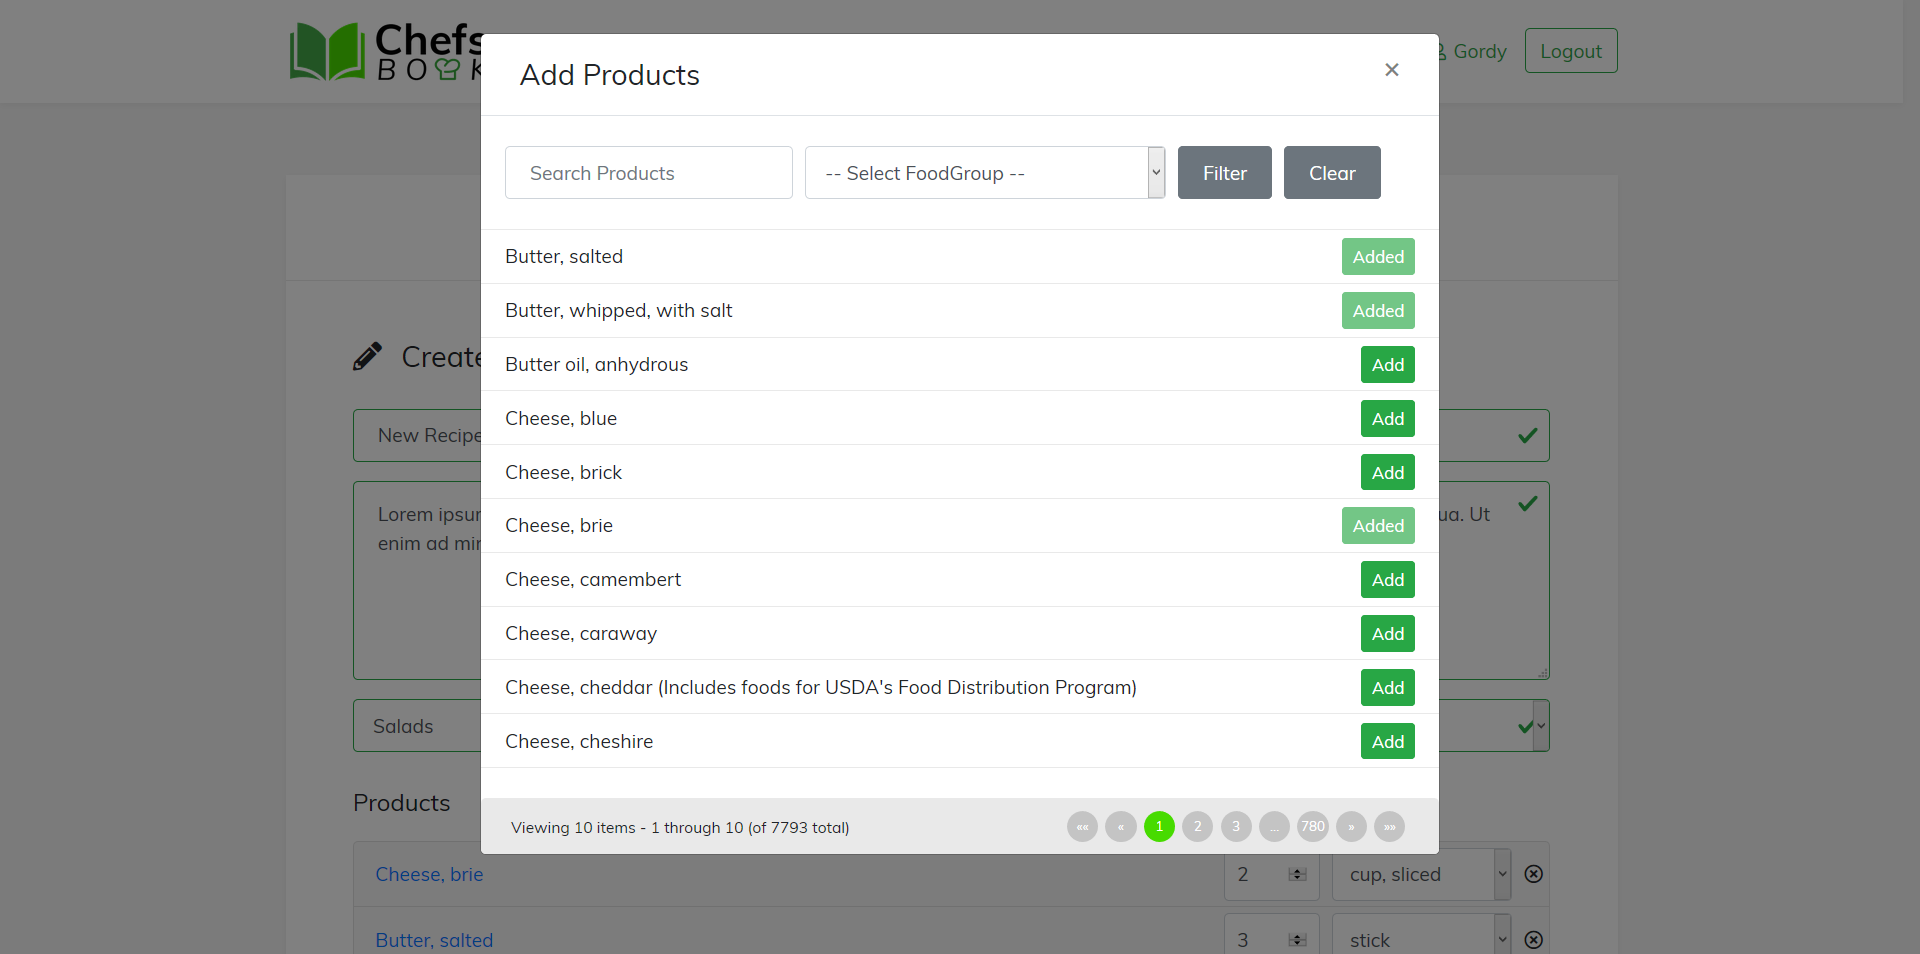 Chefs
BOOK
Gordy
Logout
Add Products
×
Search Products
-- Select FoodGroup --
Filter
Clear
Butter, salted
Added
Butter, whipped, with salt
Added
Butter oil, anhydrous
Add
Cheese, blue
Add
Cheese, brick
Add
Cheese, brie
Added
Cheese, camembert
Add
Cheese, caraway
Add
Cheese, cheddar (Includes foods for USDA's Food Distribution Program)
Add
Cheese, cheshire
Add
Viewing 10 items - 1 through 10 (of 7793 total)
«« « 1 2 3 ... 780 » »»
Create
New Recipe
Lorem ipsu
ua. Ut
enim ad mi
Salads
Products
Cheese, brie
2
cup, sliced
Butter, salted
3
stick